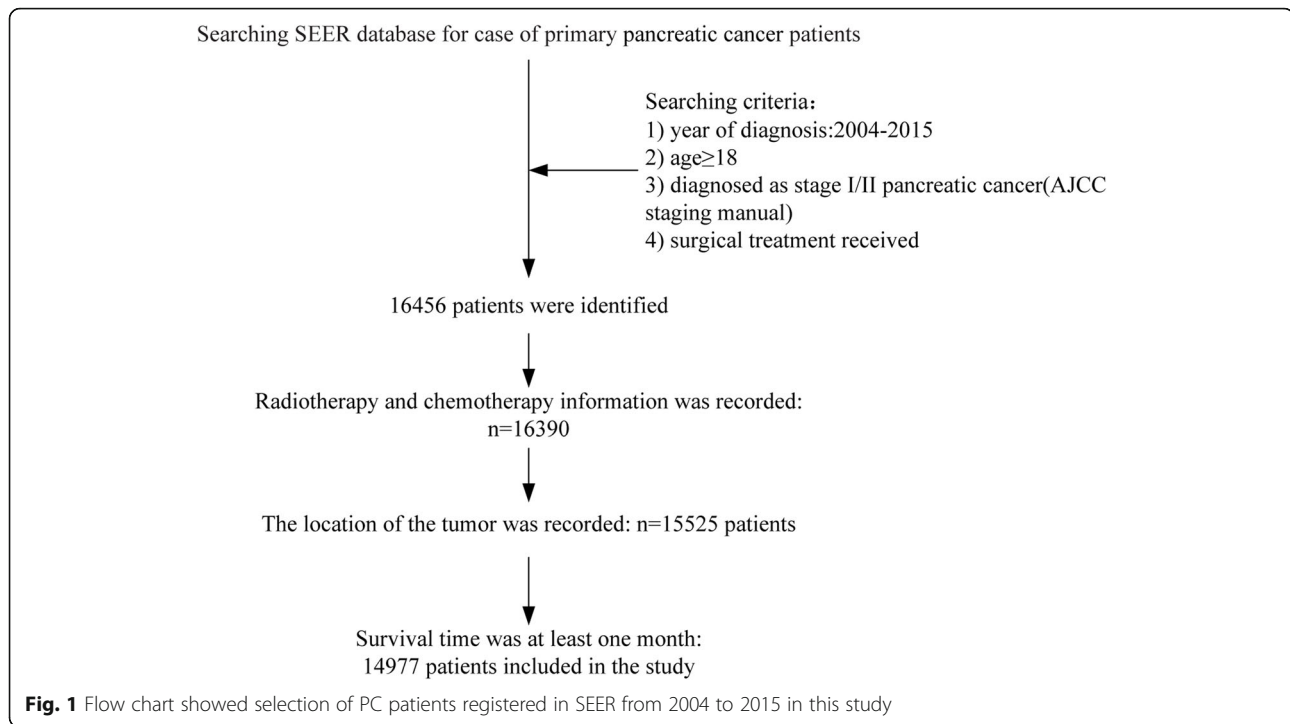 Searching SEER database for case of primary pancreatic cancer patients
Searching criteria：
1) year of diagnosis:2004-2015
2) age≥18
3) diagnosed as stage I/II pancreatic cancer(AJCC
staging manual)
4) surgical treatment received
16456 patients were identified
Radiotherapy and chemotherapy information was recorded:
n=16390
The location of the tumor was recorded: n=15525 patients
Survival time was at least one month:
14977 patients included in the study
Fig. 1 Flow chart showed selection of PC patients registered in SEER from 2004 to 2015 in this study